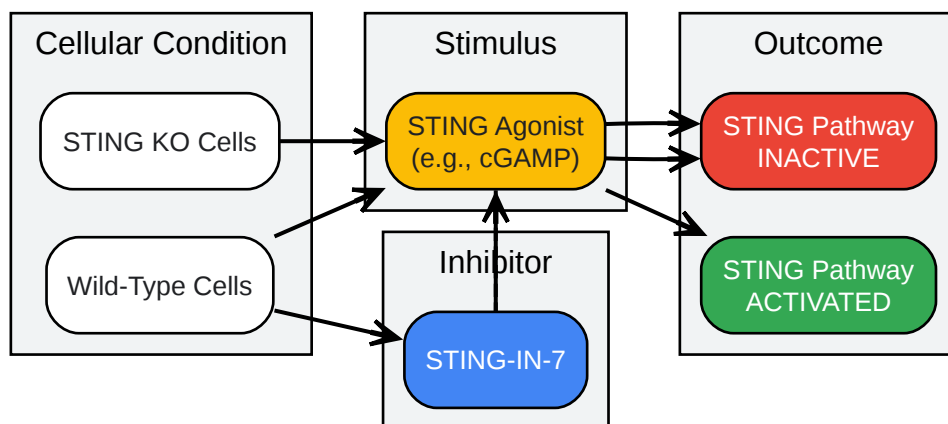 Cellular Condition
STING KO Cells
Wild-Type Cells
Stimulus
STING Agonist
(e.g., cGAMP)
Inhibitor
STING-IN-7
Outcome
STING Pathway
INACTIVE
STING Pathway
ACTIVATED